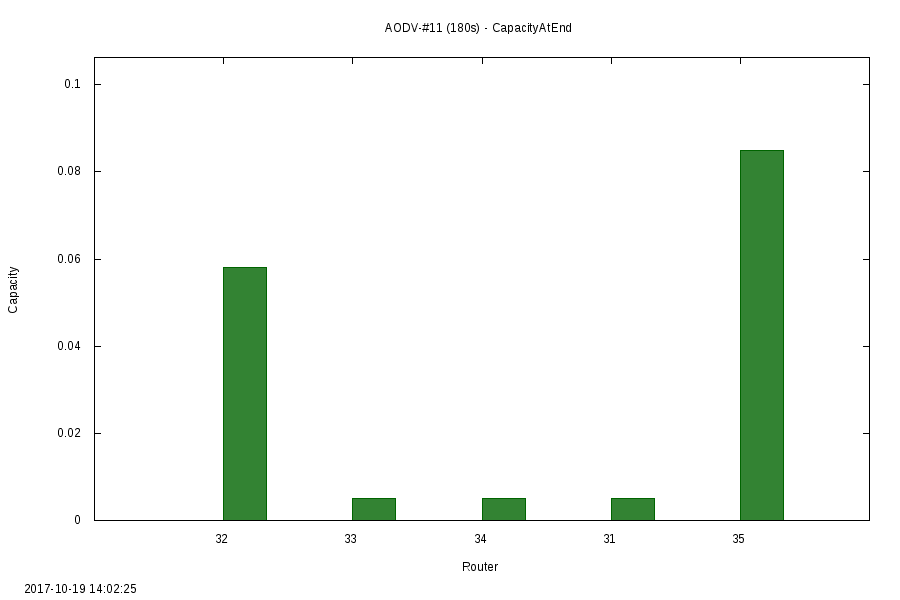 AODV-#11 (180s) - CapacityAtEnd
0.1
0.08
0.06
0.04
0.02
0
Capacity
32 33 34 31 35
Router
2017-10-19 14:02:25